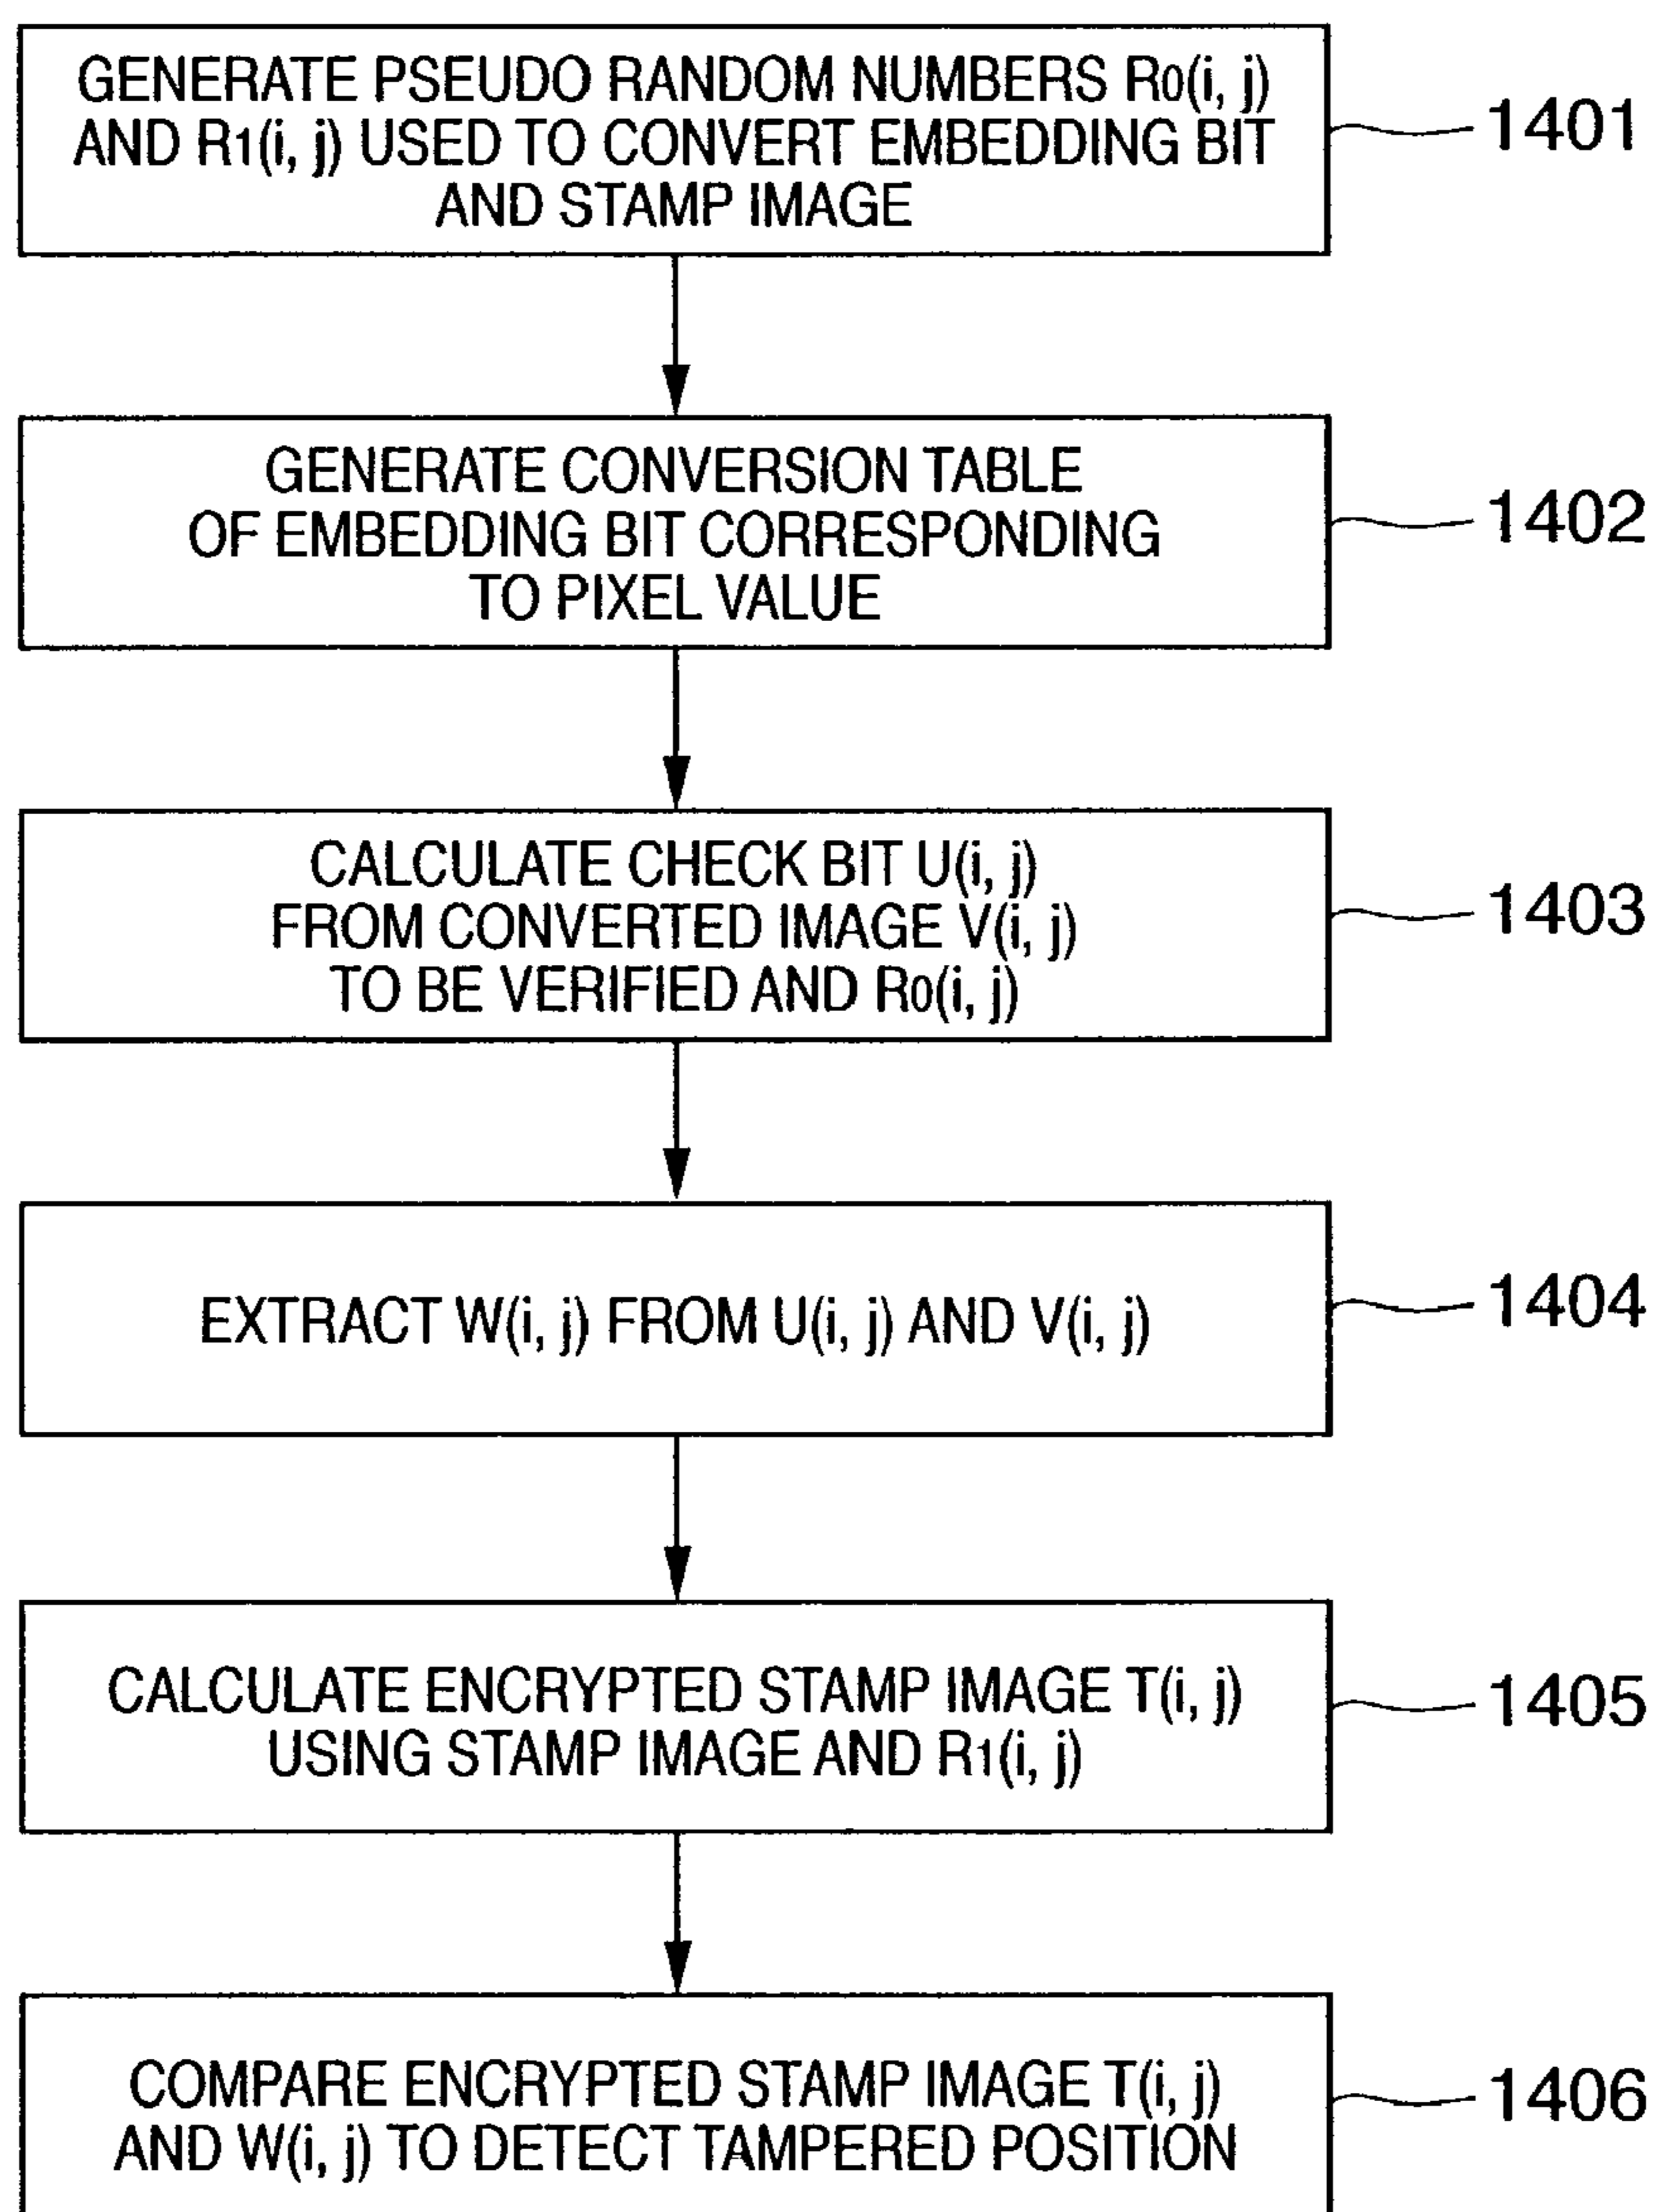 GENERATE PSEUDO RANDOM NUMBERS R0(i, j)
AND R1(i, j) USED TO CONVERT EMBEDDING BIT
AND STAMP IMAGE
1401
GENERATE CONVERSION TABLE
OF EMBEDDING BIT CORRESPONDING
TO PIXEL VALUE
1402
CALCULATE CHECK BIT U(i, j)
FROM CONVERTED IMAGE V(i, j)
TO BE VERIFIED AND R0(i, j)
1403
EXTRACT W(i, j) FROM U(i, j) AND V(i, j)
1404
CALCULATE ENCRYPTED STAMP IMAGE T(i, j)
USING STAMP IMAGE AND R1(i, j)
1405
COMPARE ENCRYPTED STAMP IMAGE T(i, j)
AND W(i, j) TO DETECT TAMPERED POSITION
1406